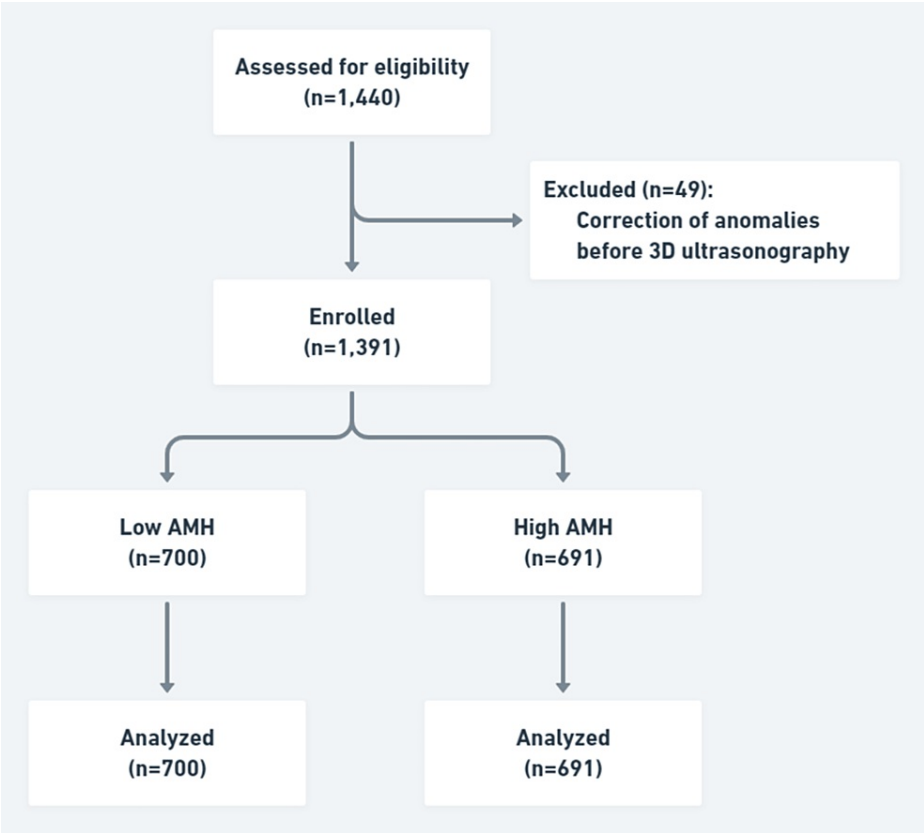 Assessed for eligibility
(n=1,440)
Excluded (n=49):
Correction of anomalies
before 3D ultrasonography
Enrolled
(n=1,391)
Low AMH
(n=700)
High AMH
(n=691)
Analyzed
(n=700)
Analyzed
(n=691)